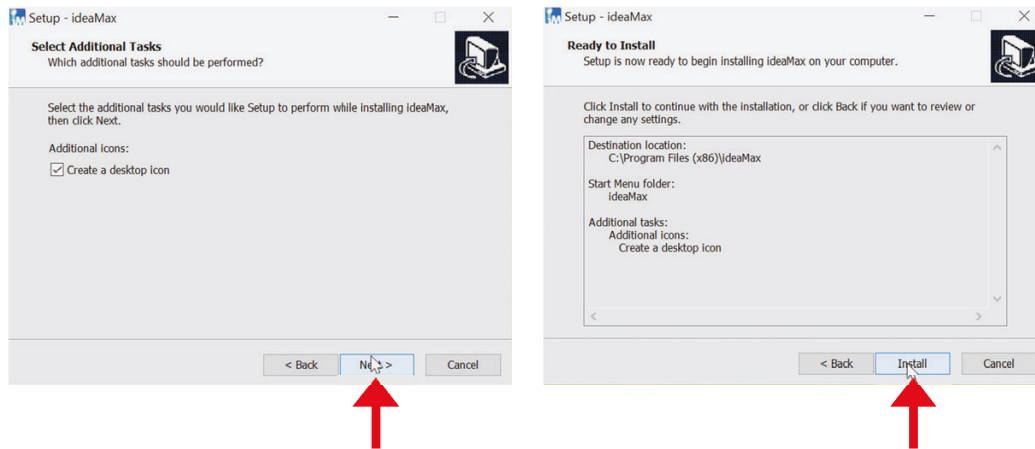 Setup - ideaMax
Select Additional Tasks
Which additional tasks should be performed?
Select the additional tasks you would like Setup to perform while installing ideaMax,
then click Next.
Additional icons:
Create a desktop icon
< Back
Next >
Cancel
Setup - ideaMax
Ready to Install
Setup is now ready to begin installing ideaMax on your computer.
Click Install to continue with the installation, or click Back if you want to review or
change any settings.
Destination location:
C:\Program Files (x86)\ideaMax
Start Menu folder:
ideaMax
Additional tasks:
Additional icons:
Create a desktop icon
< Back
Install
Cancel